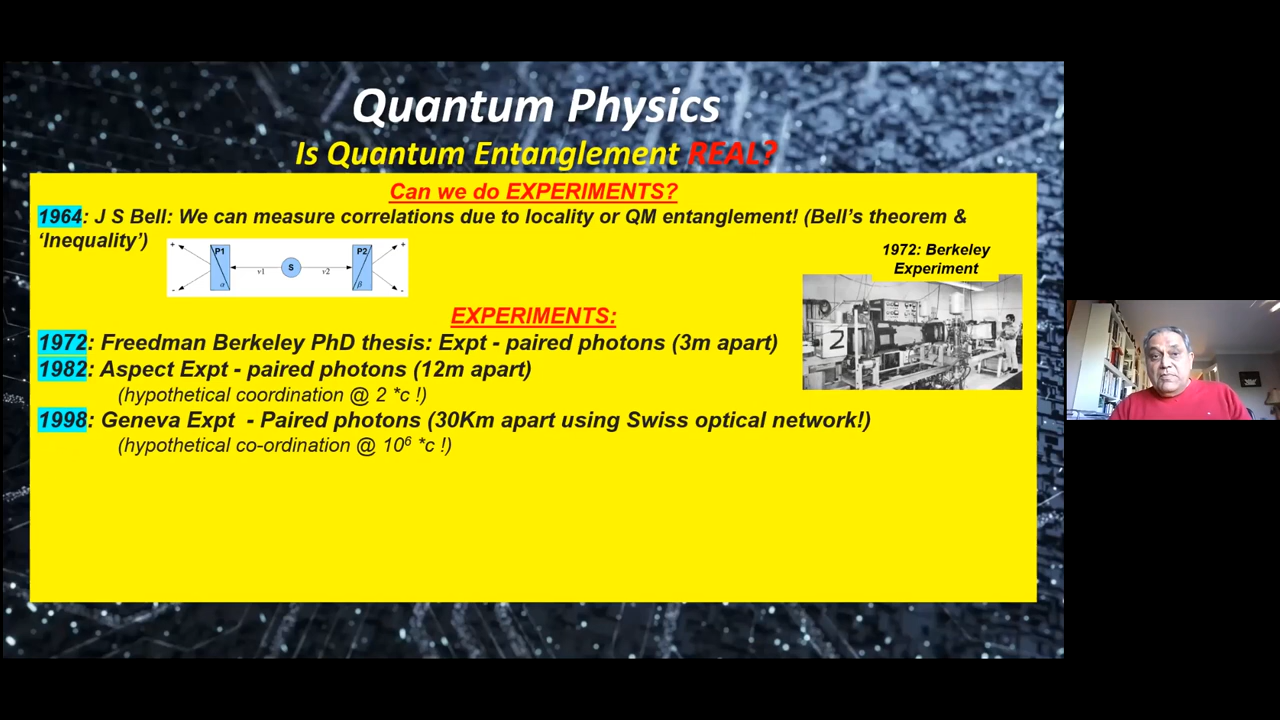 Quantum Physics
Is Quantum Entanglement REAL?
Can we do EXPERIMENTS?
1964: J S Bell: We can measure correlations due to locality or QM entanglement! (Bell's theorem &
‘Inequality’)
+ P1 S P2 +
v1 v2
- α β -
1972: Berkeley
Experiment
2
EXPERIMENTS:
1972: Freedman Berkeley PhD thesis: Expt - paired photons (3m apart)
1982: Aspect Expt - paired photons (12m apart)
(hypothetical coordination @ 2 *c !)
1998: Geneva Expt - Paired photons (30Km apart using Swiss optical network!)
(hypothetical co-ordination @ 10⁶ *c !)